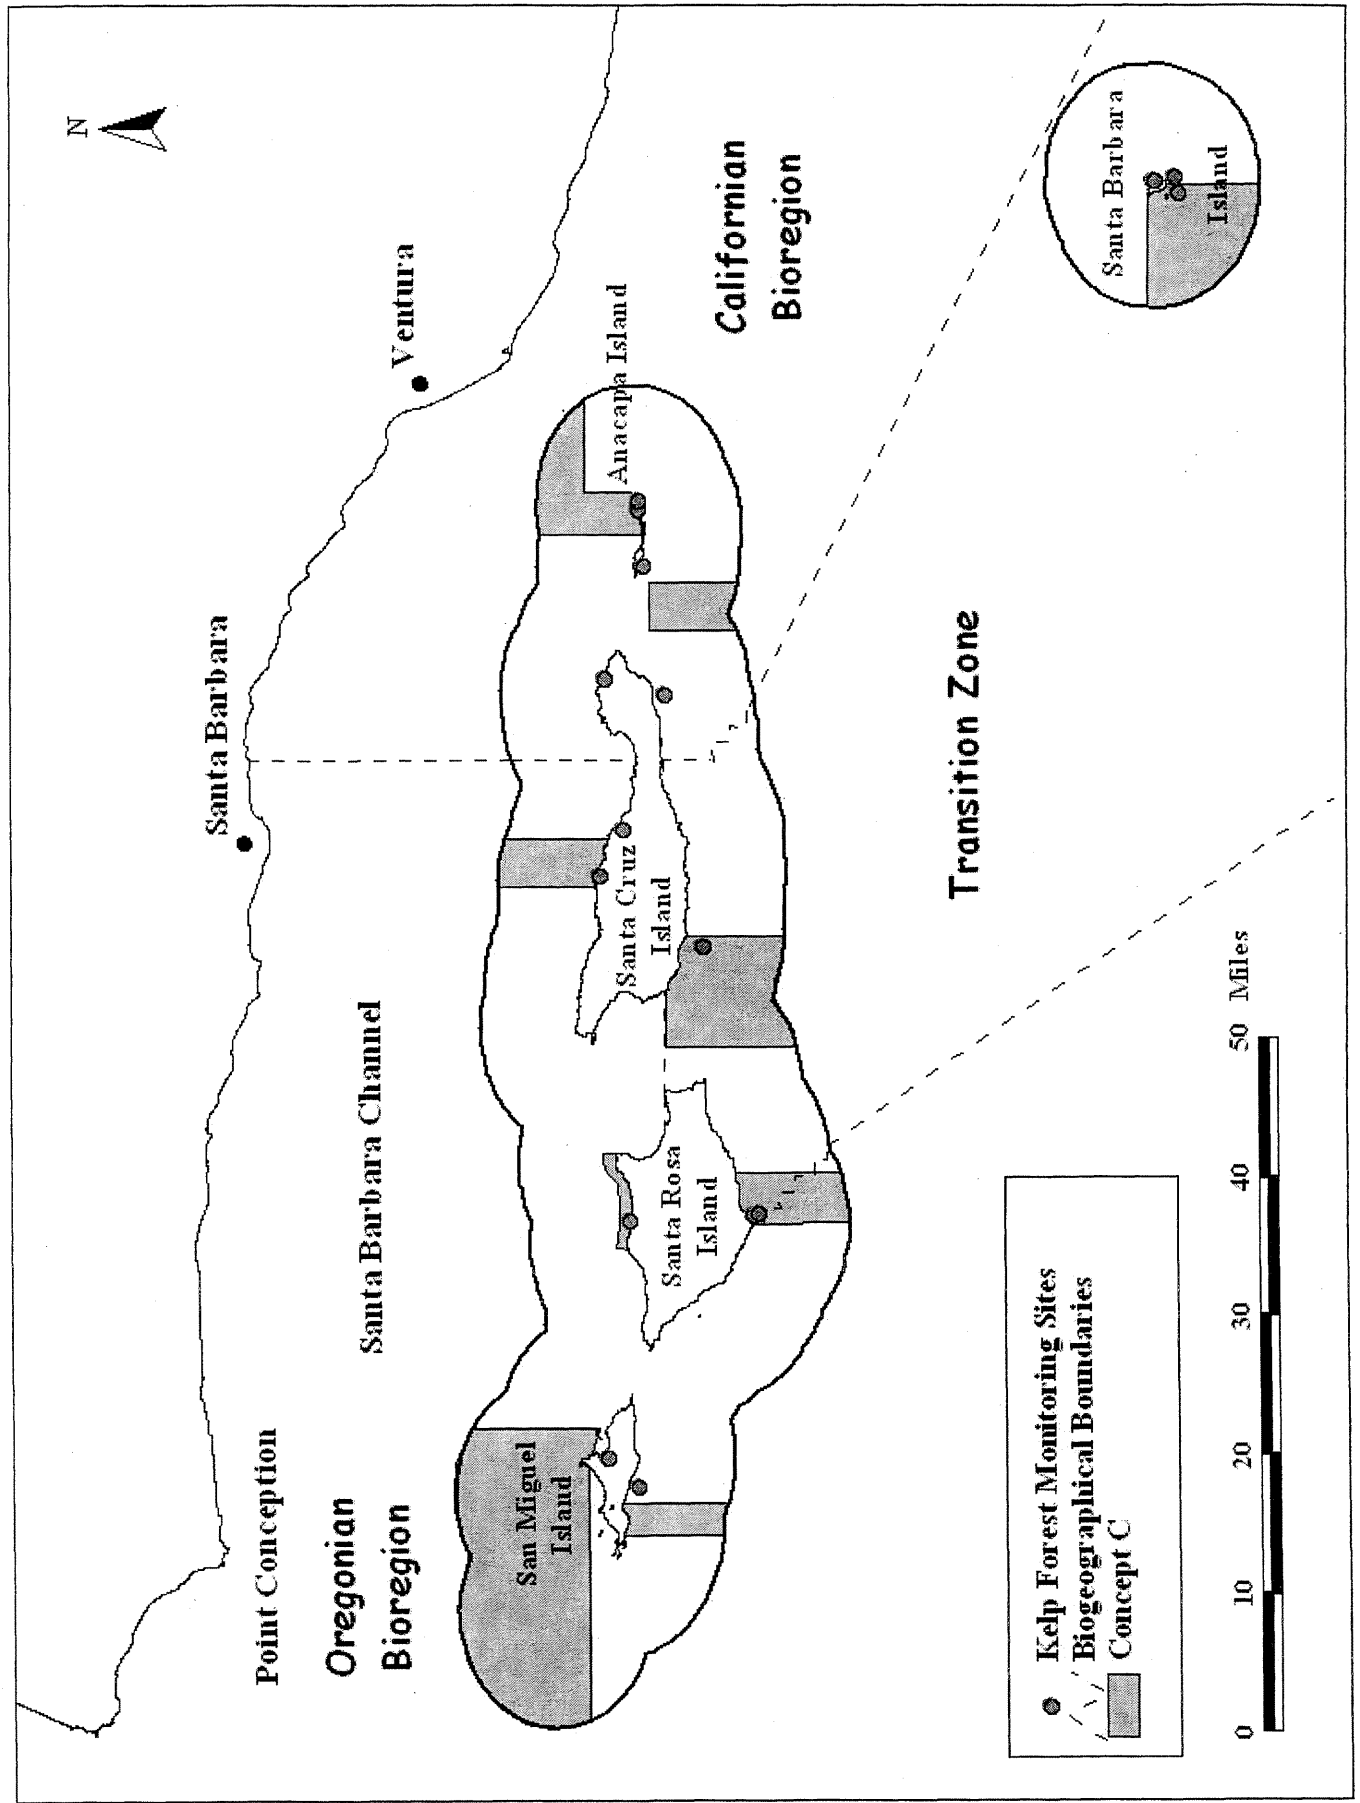 N
Point Conception
Santa Barbara
Ventura
Oregonian
Bioregion
Santa Barbara Channel
Californian
Bioregion
San Miguel
Island
Santa Rosa
Island
Santa Cruz
Island
Anacapa Island
Transition Zone
Santa Barbara
Island
Kelp Forest Monitoring Sites
Biogeographical Boundaries
Concept C
0 10 20 30 40 50 Miles